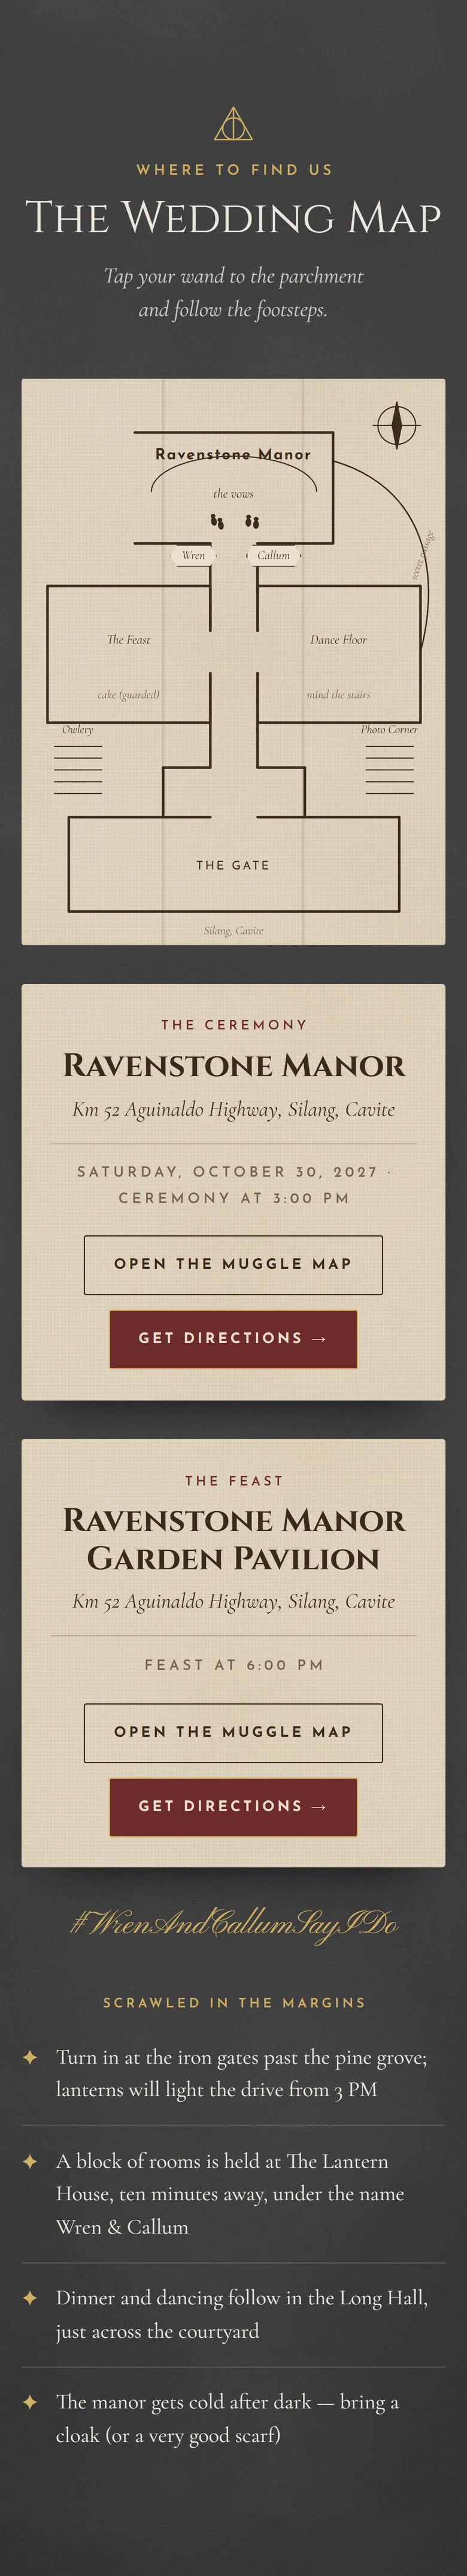 WHERE TO FIND US
THE WEDDING MAP
Tap your wand to the parchment
and follow the footsteps.
Ravenstone Manor
the vows
Wren
Callum
secret passage
The Feast
Dance Floor
cake (guarded)
mind the stairs
Owlery
Photo Corner
THE GATE
Silang, Cavite
THE CEREMONY
RAVENSTONE MANOR
Km 52 Aguinaldo Highway, Silang, Cavite
SATURDAY, OCTOBER 30, 2027 ·
CEREMONY AT 3:00 PM
OPEN THE MUGGLE MAP
GET DIRECTIONS →
THE FEAST
RAVENSTONE MANOR
GARDEN PAVILION
Km 52 Aguinaldo Highway, Silang, Cavite
FEAST AT 6:00 PM
OPEN THE MUGGLE MAP
GET DIRECTIONS →
#WrenAndCallumSayIDo
SCRAWLED IN THE MARGINS
Turn in at the iron gates past the pine grove;
lanterns will light the drive from 3 PM
A block of rooms is held at The Lantern
House, ten minutes away, under the name
Wren & Callum
Dinner and dancing follow in the Long Hall,
just across the courtyard
The manor gets cold after dark — bring a
cloak (or a very good scarf)